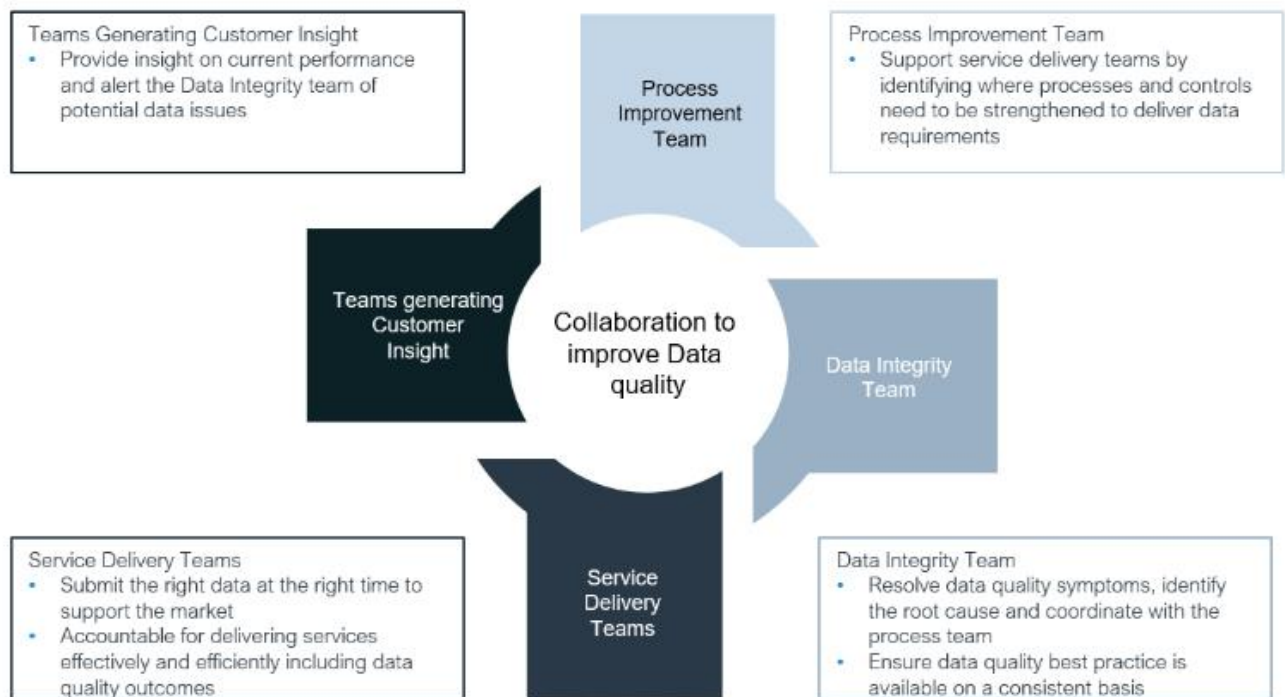 Teams Generating Customer Insight
• Provide insight on current performance
and alert the Data Integrity team of
potential data issues
Process
Improvement
Team
Process Improvement Team
• Support service delivery teams by
identifying where processes and controls
need to be strengthened to deliver data
requirements
Teams generating
Customer
Insight
Collaboration to
improve Data
quality
Data Integrity
Team
Service Delivery Teams
• Submit the right data at the right time to
support the market
• Accountable for delivering services
effectively and efficiently including data
quality outcomes
Service
Delivery
Teams
Data Integrity Team
• Resolve data quality symptoms, identify
the root cause and coordinate with the
process team
• Ensure data quality best practice is
available on a consistent basis